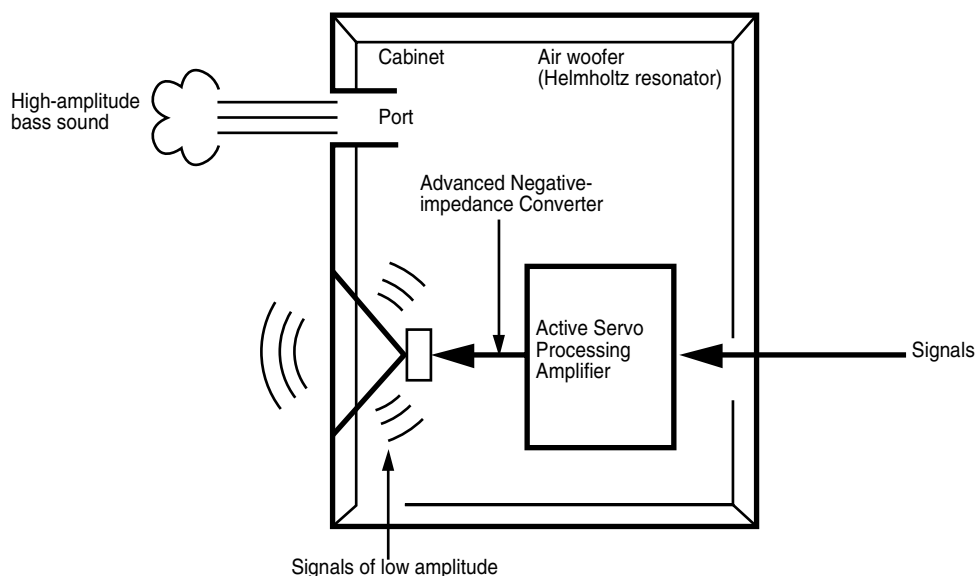 Cabinet
Air woofer
(Helmholtz resonator)
High-amplitude
bass sound
Port
Advanced Negative-
impedance Converter
Active Servo
Processing
Amplifier
Signals
Signals of low amplitude